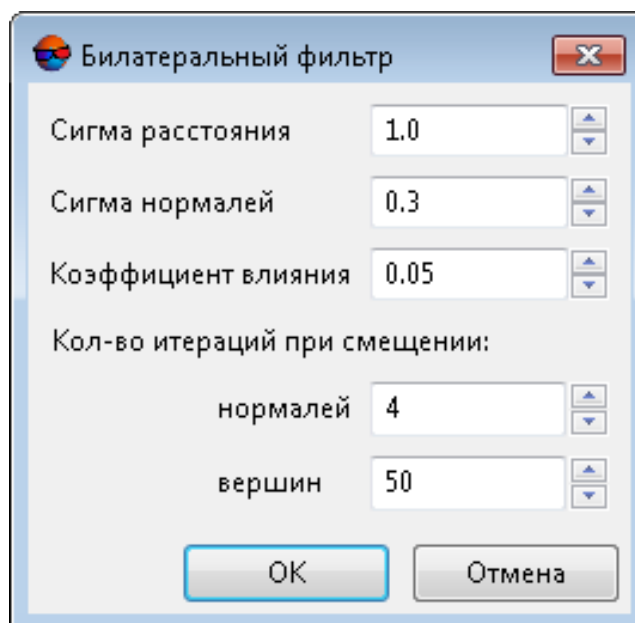 Билатеральный фильтр
Сигма расстояния 1.0
Сигма нормалей 0.3
Коэффициент влияния 0.05
Кол-во итераций при смещении:
нормалей 4
вершин 50
OK Отмена